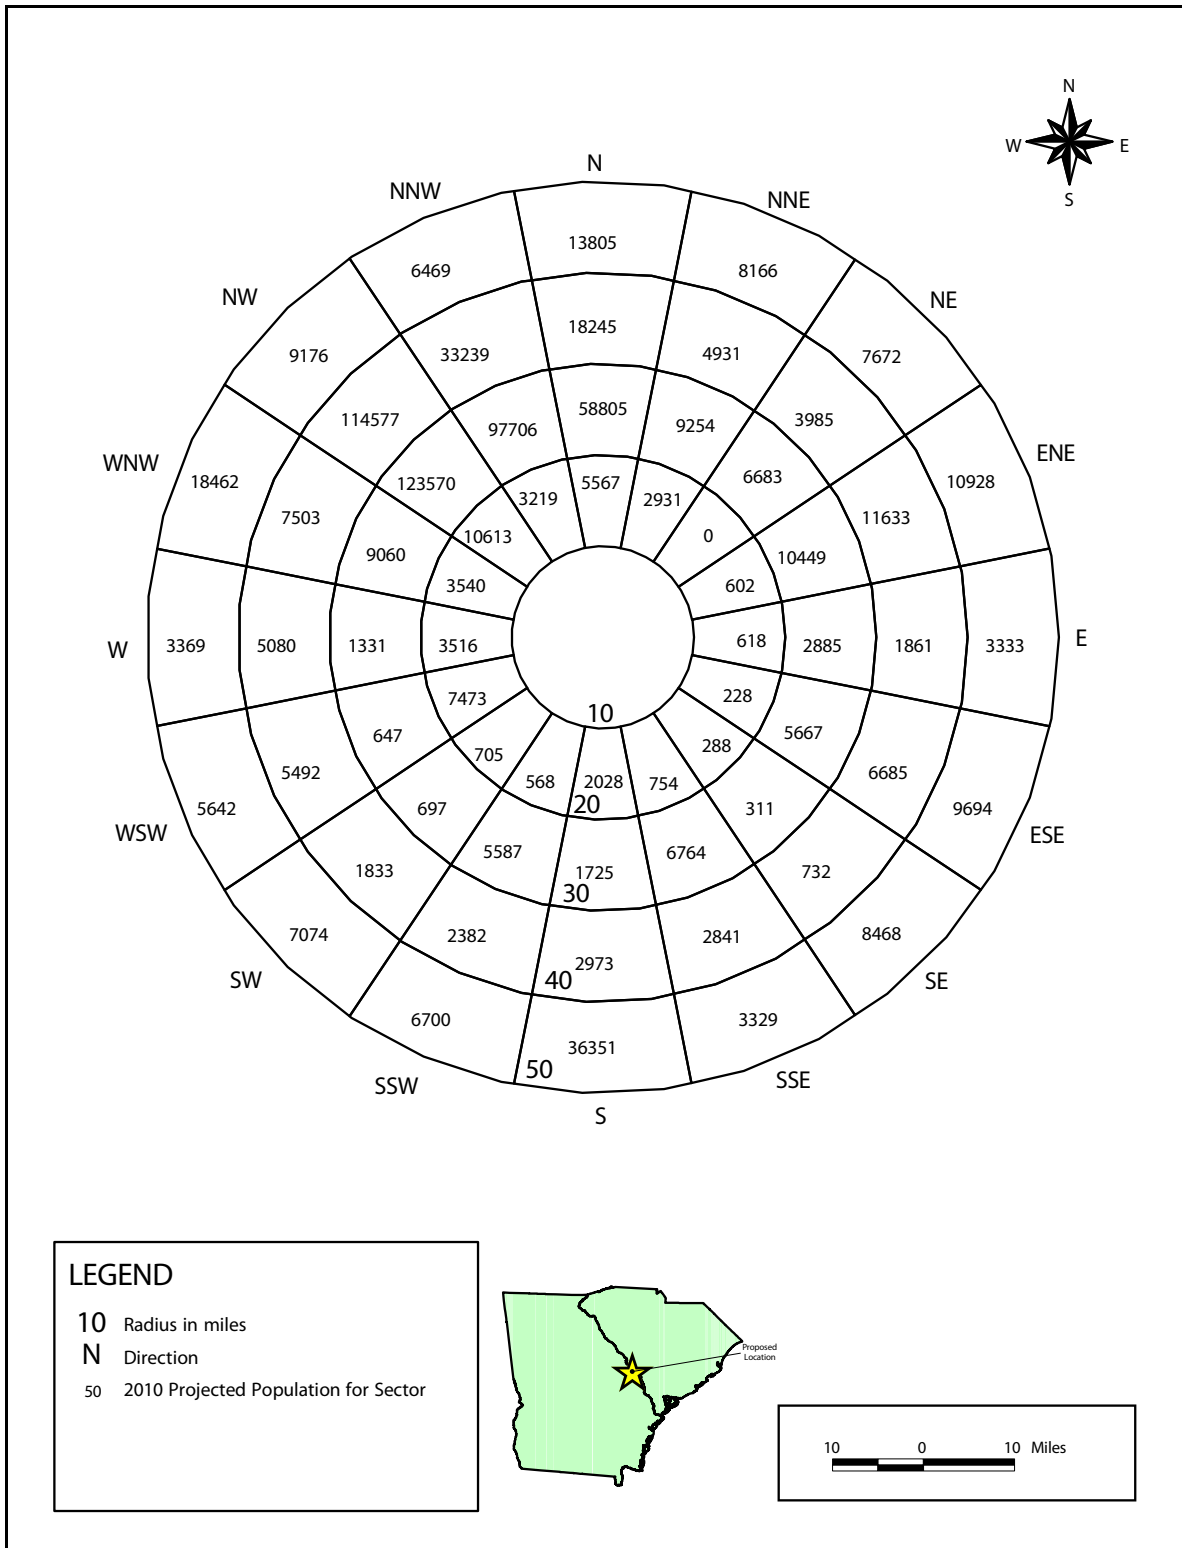 N
W E
S
N
NNW
NNE
13805
6469
8166
NW
NE
18245
9176
33239
4931
7672
58805
114577
97706
9254
3985
WNW
ENE
18462
123570
3219
5567
2931
6683
10928
7503
10613
0
11633
9060
10449
3540
602
W
3369
5080
1331
3516
618
2885
1861
3333
E
7473
228
647
10
5667
705
288
5492
568
2028
754
6685
5642
20
697
311
9694
WSW
ESE
5587
6764
1833
1725
732
30
7074
2382
2841
8468
2973
SW
40
SE
6700
3329
36351
50
SSW
SSE
S
LEGEND
10 Radius in miles
N Direction
50 2010 Projected Population for Sector
Proposed
Location
10 0 10 Miles